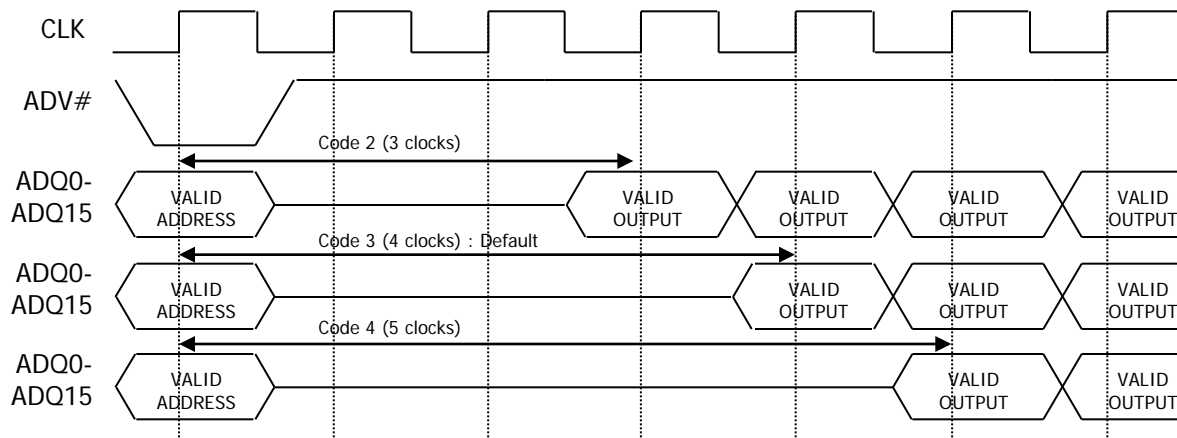 CLK
ADV#
Code 2 (3 clocks)
ADQ0-
ADQ15
VALID
ADDRESS
VALID
OUTPUT
VALID
OUTPUT
VALID
OUTPUT
VALID
OUTPUT
Code 3 (4 clocks) : Default
ADQ0-
ADQ15
VALID
ADDRESS
VALID
OUTPUT
VALID
OUTPUT
VALID
OUTPUT
Code 4 (5 clocks)
ADQ0-
ADQ15
VALID
ADDRESS
VALID
OUTPUT
VALID
OUTPUT